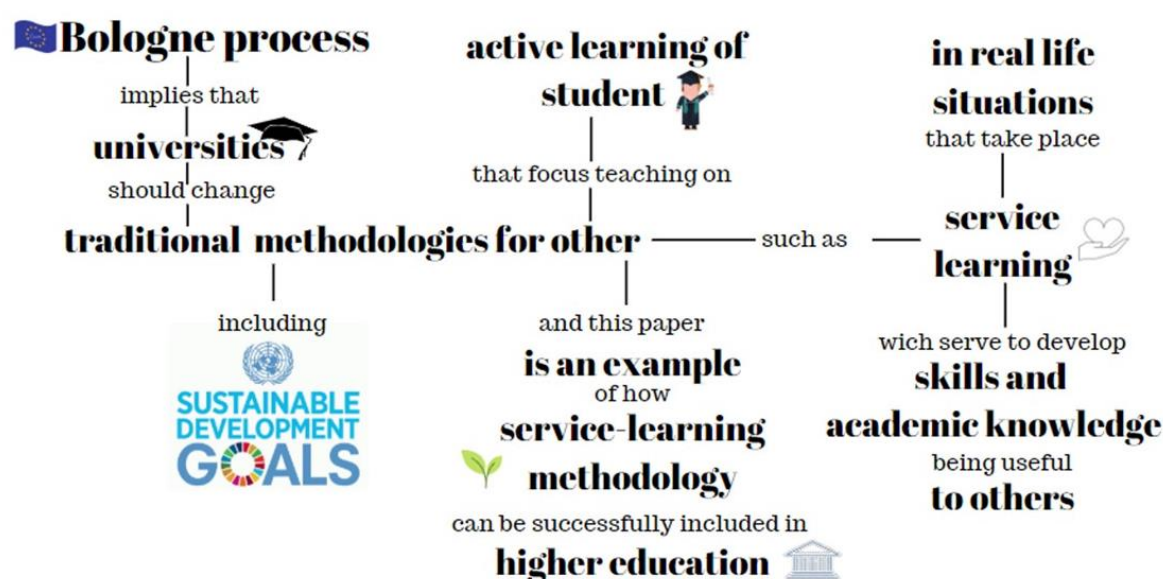 Bologne process
implies that
universities
should change
traditional methodologies for other
including
SUSTAINABLE
DEVELOPMENT
GOALS
active learning of
student
that focus teaching on
and this paper
is an example
of how
service-learning
methodology
can be successfully included in
higher education
such as
in real life
situations
that take place
service
learning
wich serve to develop
skills and
academic knowledge
being useful
to others